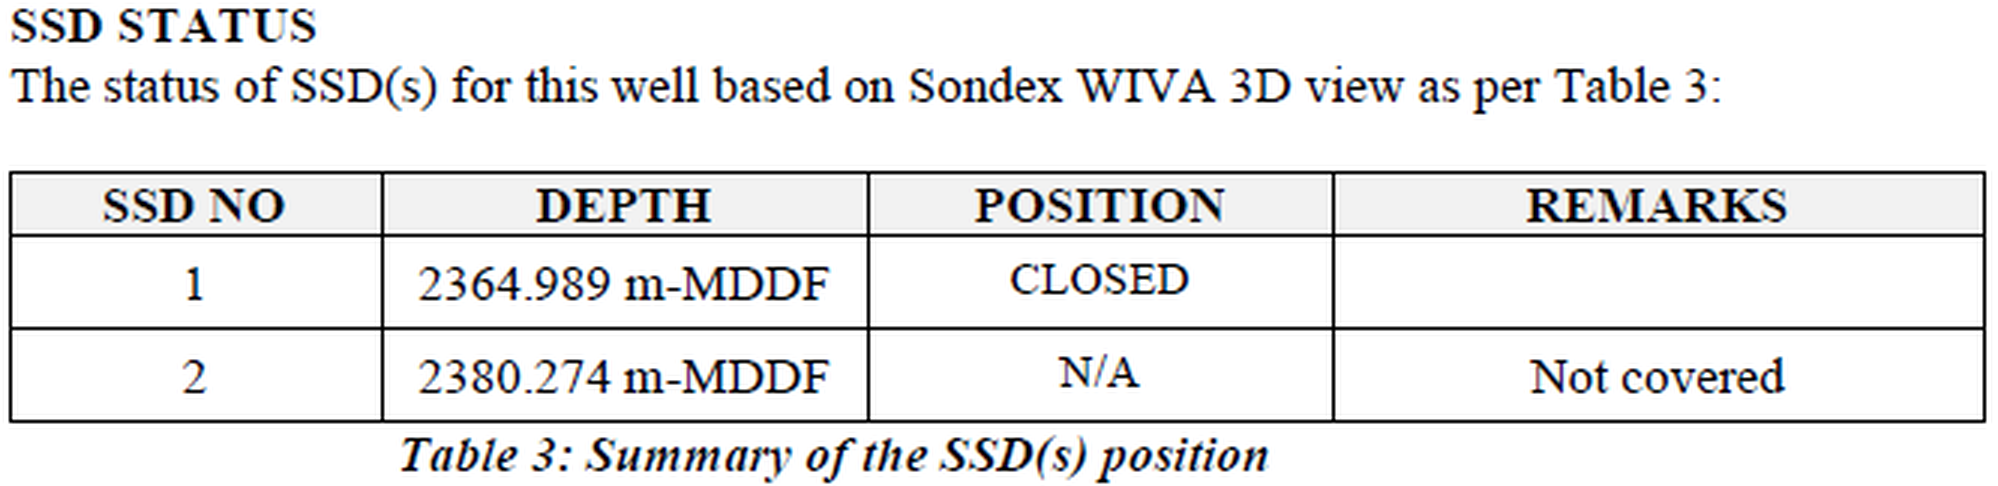 SSD STATUS
The status of SSD(s) for this well based on Sondex WIVA 3D view as per Table 3:
SSD NO DEPTH POSITION REMARKS
1 2364.989 m-MDDF CLOSED
2 2380.274 m-MDDF N/A Not covered
Table 3: Summary of the SSD(s) position